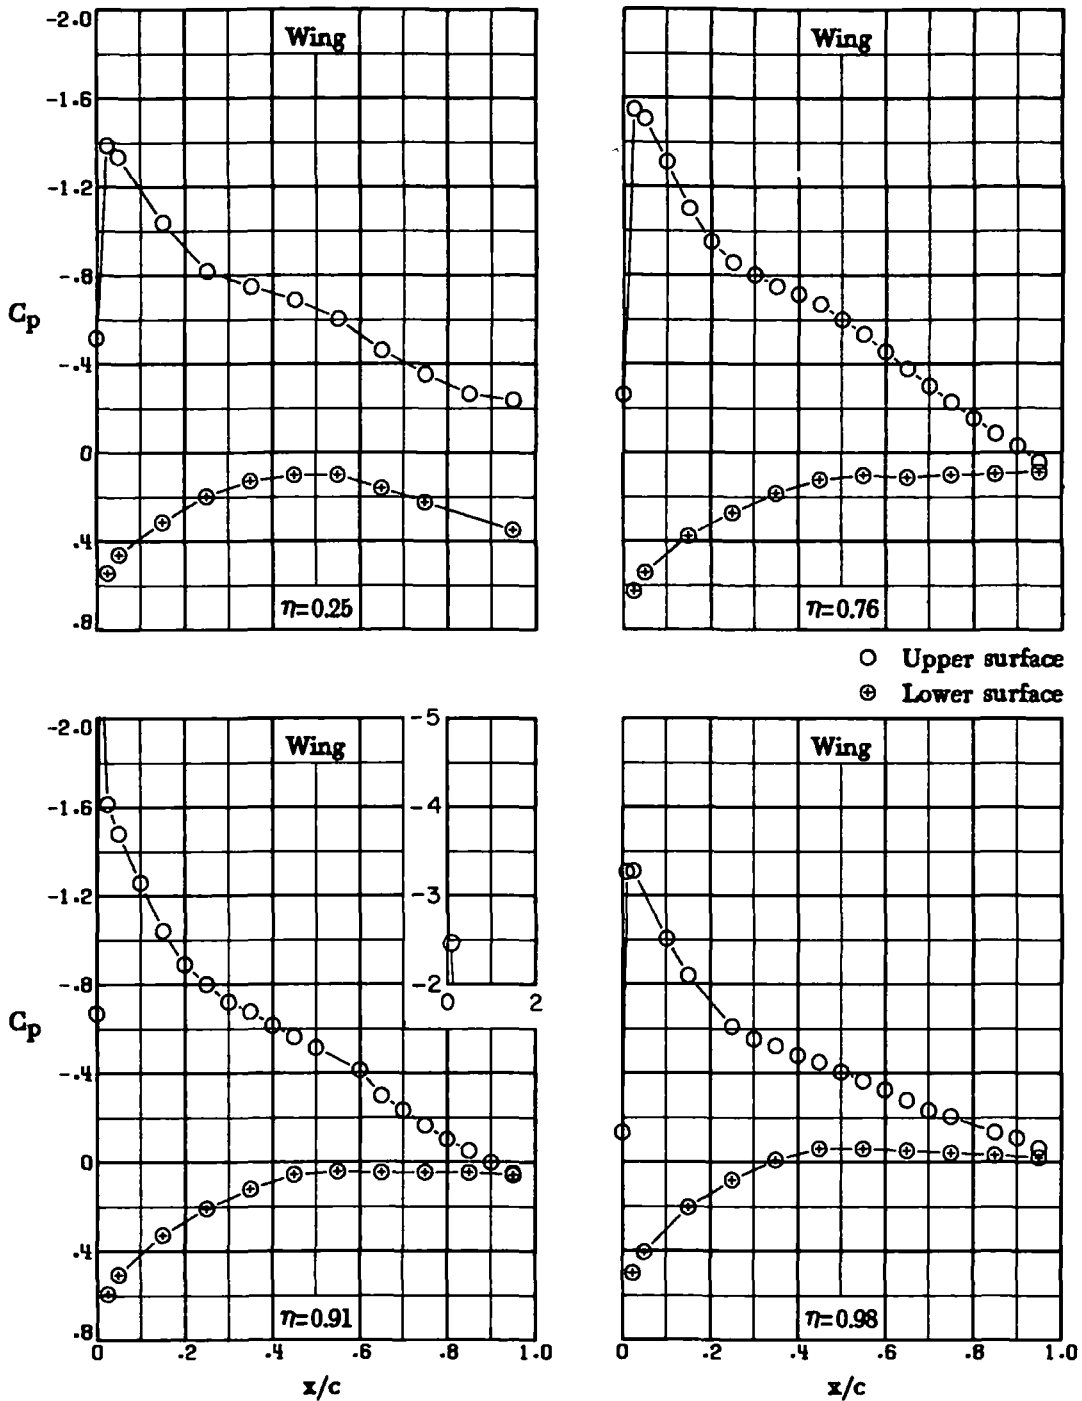 -2.0
Wing
-1.6
-1.2
-.8
Cp
-.4
0
.4
.8
η=0.25
Wing
η=0.76
Upper surface
Lower surface
-2.0
Wing
-1.6
-1.2
-.8
Cp
-.4
0
.4
.8
-5
-4
-3
-2
0 2
η=0.91
0 .2 .4 .6 .8 1.0
x/c
Wing
η=0.98
0 .2 .4 .6 .8 1.0
x/c